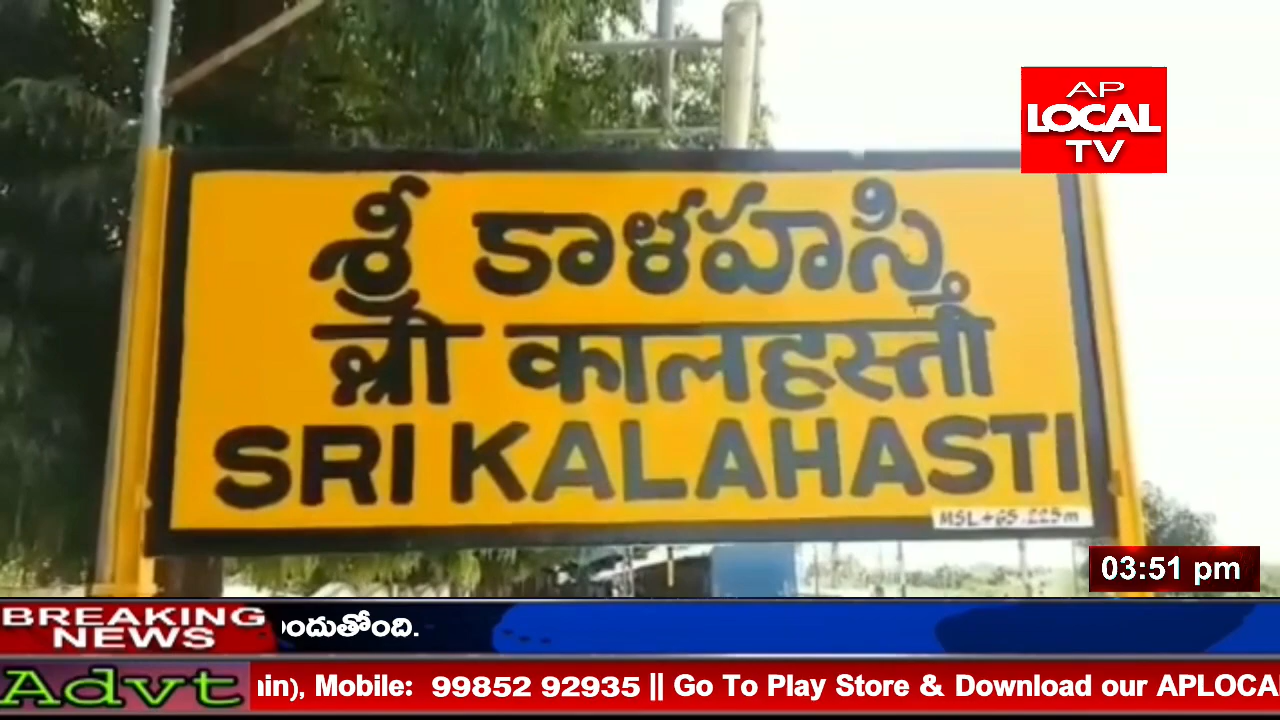 AP
LOCAL
TV
శ్రీ కాళహస్తి
श्री कालहस्ती
SRI KALAHASTI
MSL+65.225m
03:51 pm
BREAKING
NEWS
ందుతోంది.
Advt
in), Mobile: 99852 92935 || Go To Play Store & Download our APLOCAL